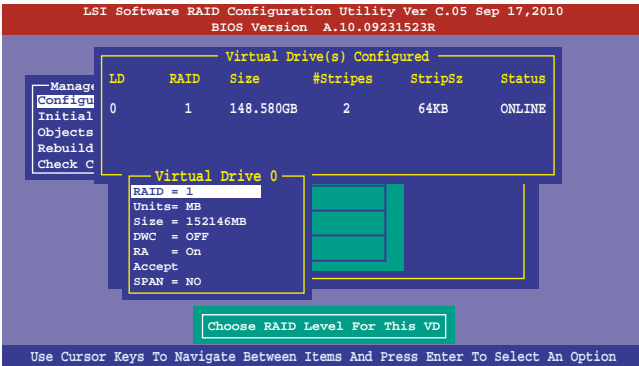 LSI Software RAID Configuration Utility Ver C.05 Sep 17,2010
BIOS Version A.10.09231523R
Virtual Drive(s) Configured
LD RAID Size #Stripes StripSz Status
0 1 148.580GB 2 64KB ONLINE
Manage
Configu
Initial
Objects
Rebuild
Check C
Virtual Drive 0
RAID = 1
Units= MB
Size = 152146MB
DWC = OFF
RA = On
Accept
SPAN = NO
Choose RAID Level For This VD
Use Cursor Keys To Navigate Between Items And Press Enter To Select An Option